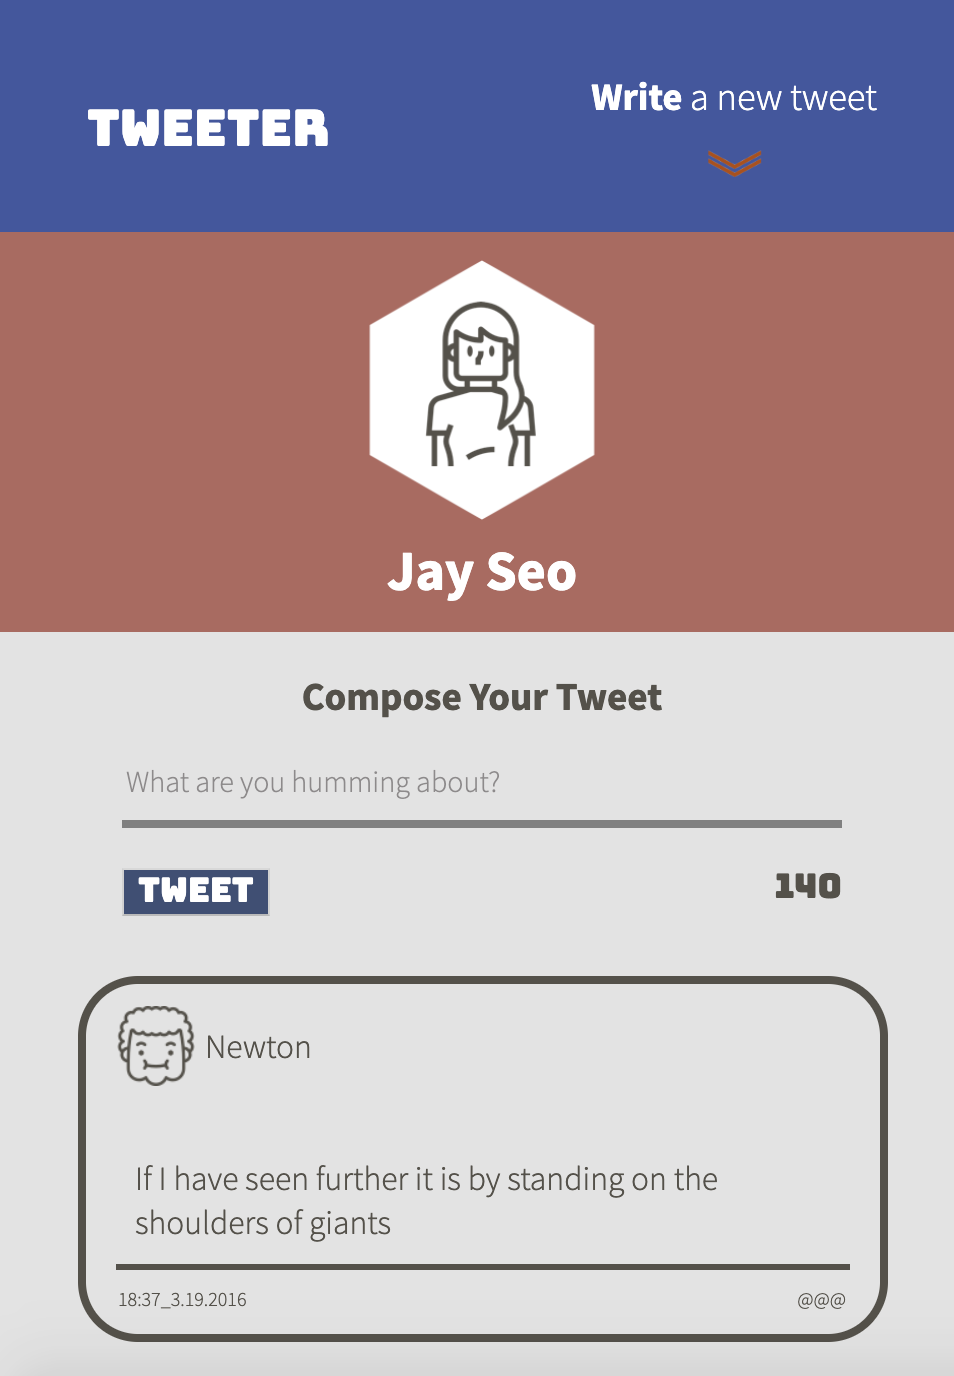 TWEETER
Write a new tweet
Jay Seo
Compose Your Tweet
What are you humming about?
TWEET
140
Newton
If I have seen further it is by standing on the
shoulders of giants
18:37_3.19.2016
@@@